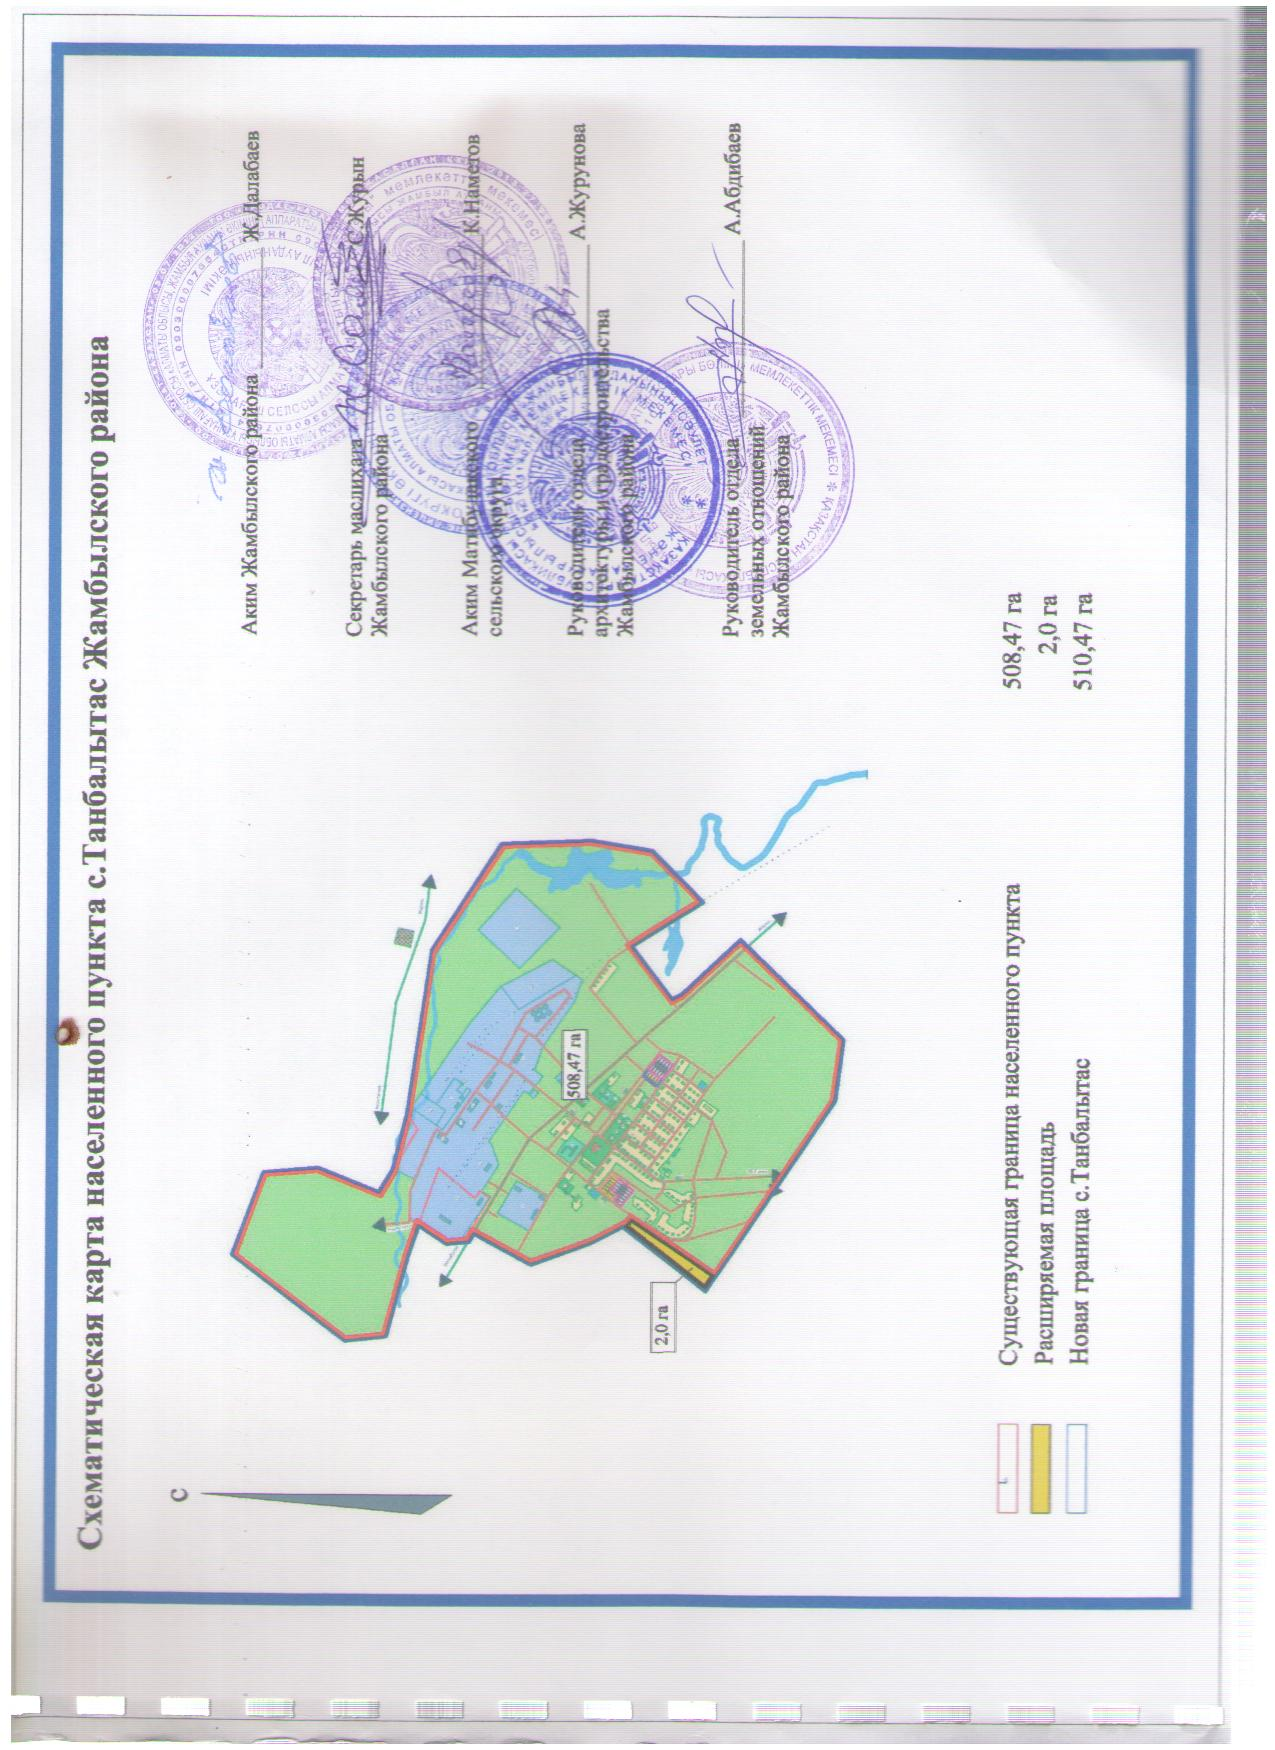 Схематическая карта населенного пункта с.Танбалытас Жамбылского района
С
Аким Жамбылского района Ж.Далабаев
Секретарь маслихата С.Журын
Жамбылского района
Аким Матибулакского К.Наметов
сельского округа
Руководитель отдела А.Журунова
архитектуры и градостроительства
Жамбылского района
Руководитель отдела А.Абдибаев
земельных отношений
Жамбылского района
508,47 га
2,0 га
Существующая граница населенного пункта 508,47 га
Расширяемая площадь 2,0 га
Новая граница с.Танбалытас 510,47 га